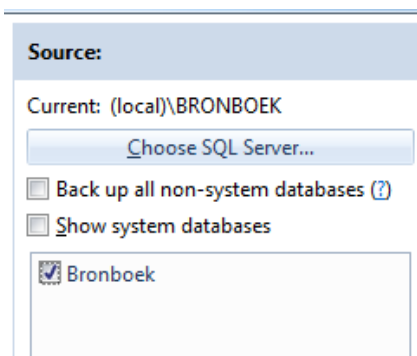 Source:
Current: (local)\BRONBOEK
Choose SQL Server...
Back up all non-system databases (?)
Show system databases
Bronboek